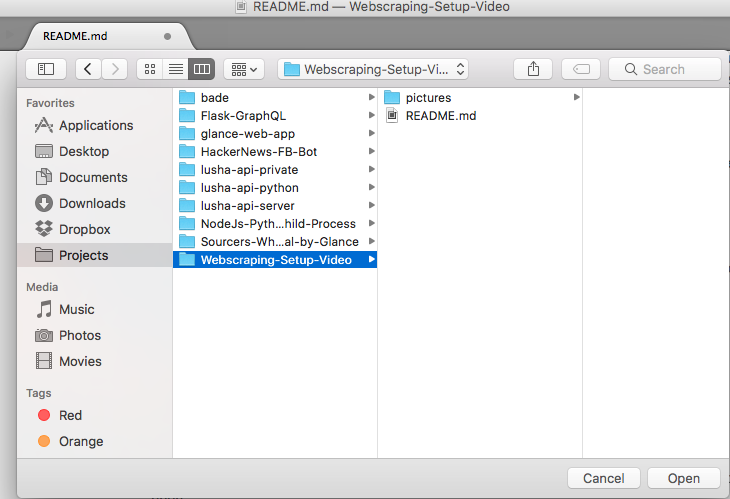 README.md — Webscraping-Setup-Video
README.md
Webscraping-Setup-Vi...
Search
Favorites
Applications
Desktop
Documents
Downloads
Dropbox
Projects
Media
Music
Photos
Movies
Tags
Red
Orange
bade
Flask-GraphQL
glance-web-app
HackerNews-FB-Bot
lusha-api-private
lusha-api-python
lusha-api-server
NodeJs-Pyth...hild-Process
Sourcers-Wh...al-by-Glance
Webscraping-Setup-Video
pictures
README.md
Cancel
Open